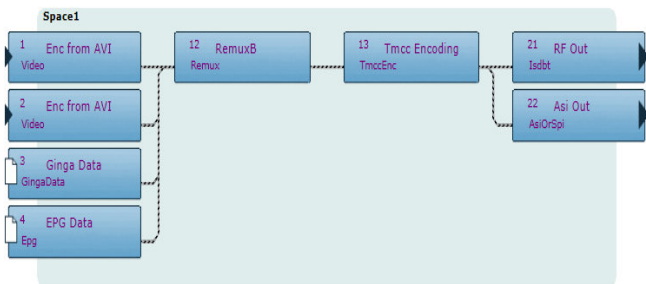 Space1
1 Enc from AVI
Video
2 Enc from AVI
Video
3 Ginga Data
GingaData
4 EPG Data
Epg
12 RemuxB
Remux
13 Tmcc Encoding
TmccEnc
21 RF Out
Isdbt
22 Asi Out
AsiOrSpi